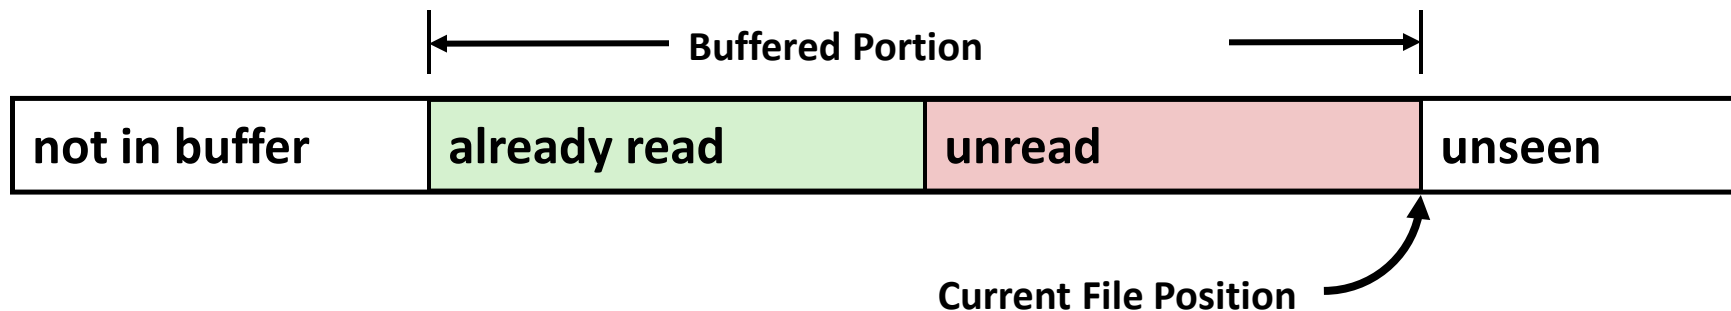 Buffered Portion
not in buffer
already read
unread
unseen
Current File Position